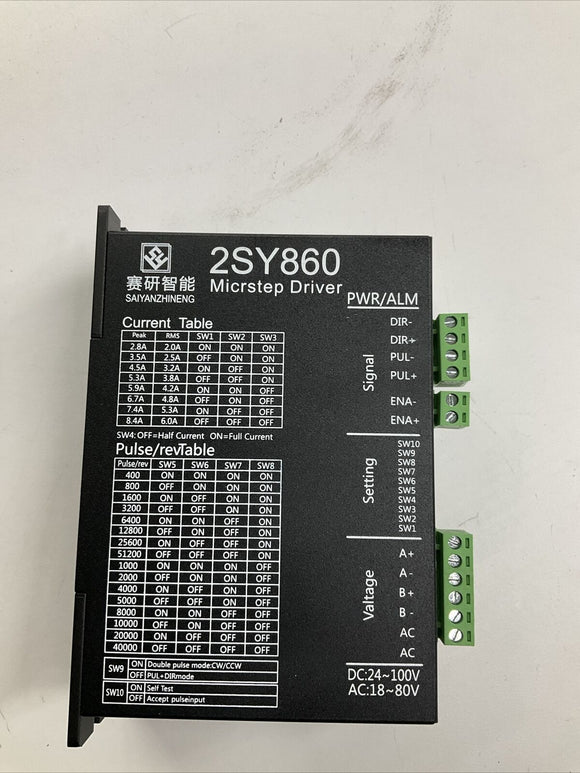 赛研智能
SAIYANZHINENG
2SY860
Micrstep Driver
PWR/ALM
Current Table
Peak RMS SW1 SW2 SW3
2.8A 2.0A ON ON ON
3.5A 2.5A OFF ON ON
4.5A 3.2A ON OFF ON
5.3A 3.8A OFF OFF ON
5.9A 4.2A ON ON OFF
6.7A 4.8A OFF ON OFF
7.4A 5.3A ON OFF OFF
8.4A 6.0A OFF OFF OFF
SW4:OFF=Half Current ON=Full Current
Pulse/revTable
Pulse/rev SW5 SW6 SW7 SW8
400 ON ON ON ON
800 OFF ON ON ON
1600 ON OFF ON ON
3200 OFF OFF ON ON
6400 ON ON OFF ON
12800 OFF ON OFF ON
25600 ON OFF OFF ON
51200 OFF OFF OFF ON
1000 ON ON ON OFF
2000 OFF ON ON OFF
4000 ON OFF ON OFF
5000 OFF OFF ON OFF
8000 ON ON OFF OFF
10000 OFF ON OFF OFF
20000 ON OFF OFF OFF
40000 OFF OFF OFF OFF
SW9 ON Double pulse mode:CW/CCW
OFF PUL+DIRmode
SW10 ON Self Test
OFF Accept pulseinput
Signal
DIR-
DIR+
PUL-
PUL+
ENA-
ENA+
Setting
SW10
SW9
SW8
SW7
SW6
SW5
SW4
SW3
SW2
SW1
Valtage
A+
A-
B+
B-
AC
AC
DC:24~100V
AC:18~80V